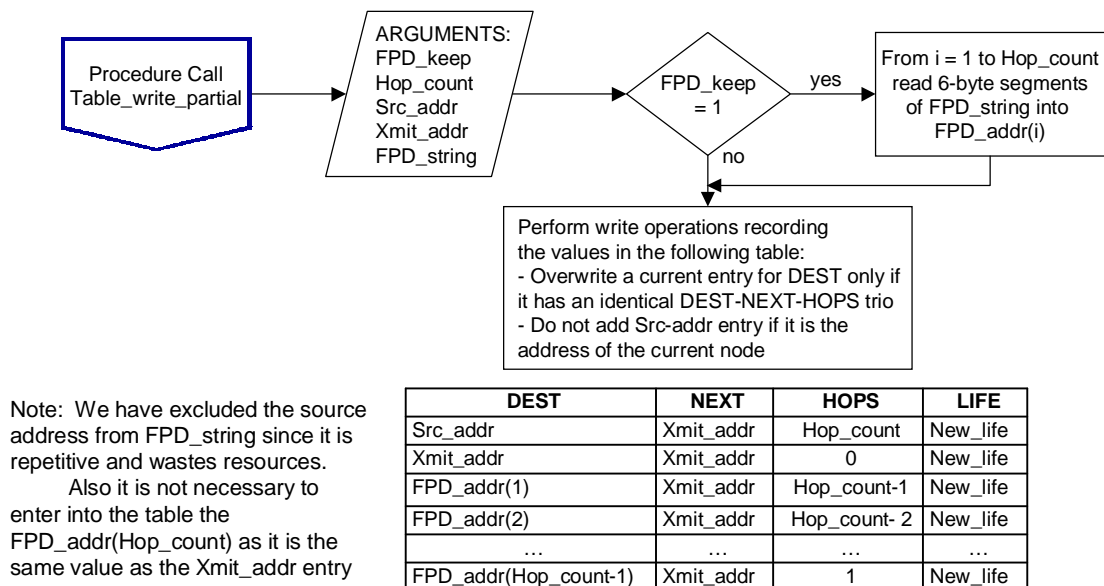 Procedure Call
Table_write_partial
ARGUMENTS:
FPD_keep
Hop_count
Src_addr
Xmit_addr
FPD_string
FPD_keep
= 1
yes
no
From i = 1 to Hop_count
read 6-byte segments
of FPD_string into
FPD_addr(i)
Perform write operations recording
the values in the following table:
- Overwrite a current entry for DEST only if
it has an identical DEST-NEXT-HOPS trio
- Do not add Src-addr entry if it is the
address of the current node
Note: We have excluded the source
address from FPD_string since it is
repetitive and wastes resources.
Also it is not necessary to
enter into the table the
FPD_addr(Hop_count) as it is the
same value as the Xmit_addr entry
DEST NEXT HOPS LIFE
Src_addr Xmit_addr Hop_count New_life
Xmit_addr Xmit_addr 0 New_life
FPD_addr(1) Xmit_addr Hop_count-1 New_life
FPD_addr(2) Xmit_addr Hop_count- 2 New_life
… … … …
FPD_addr(Hop_count-1) Xmit_addr 1 New_life